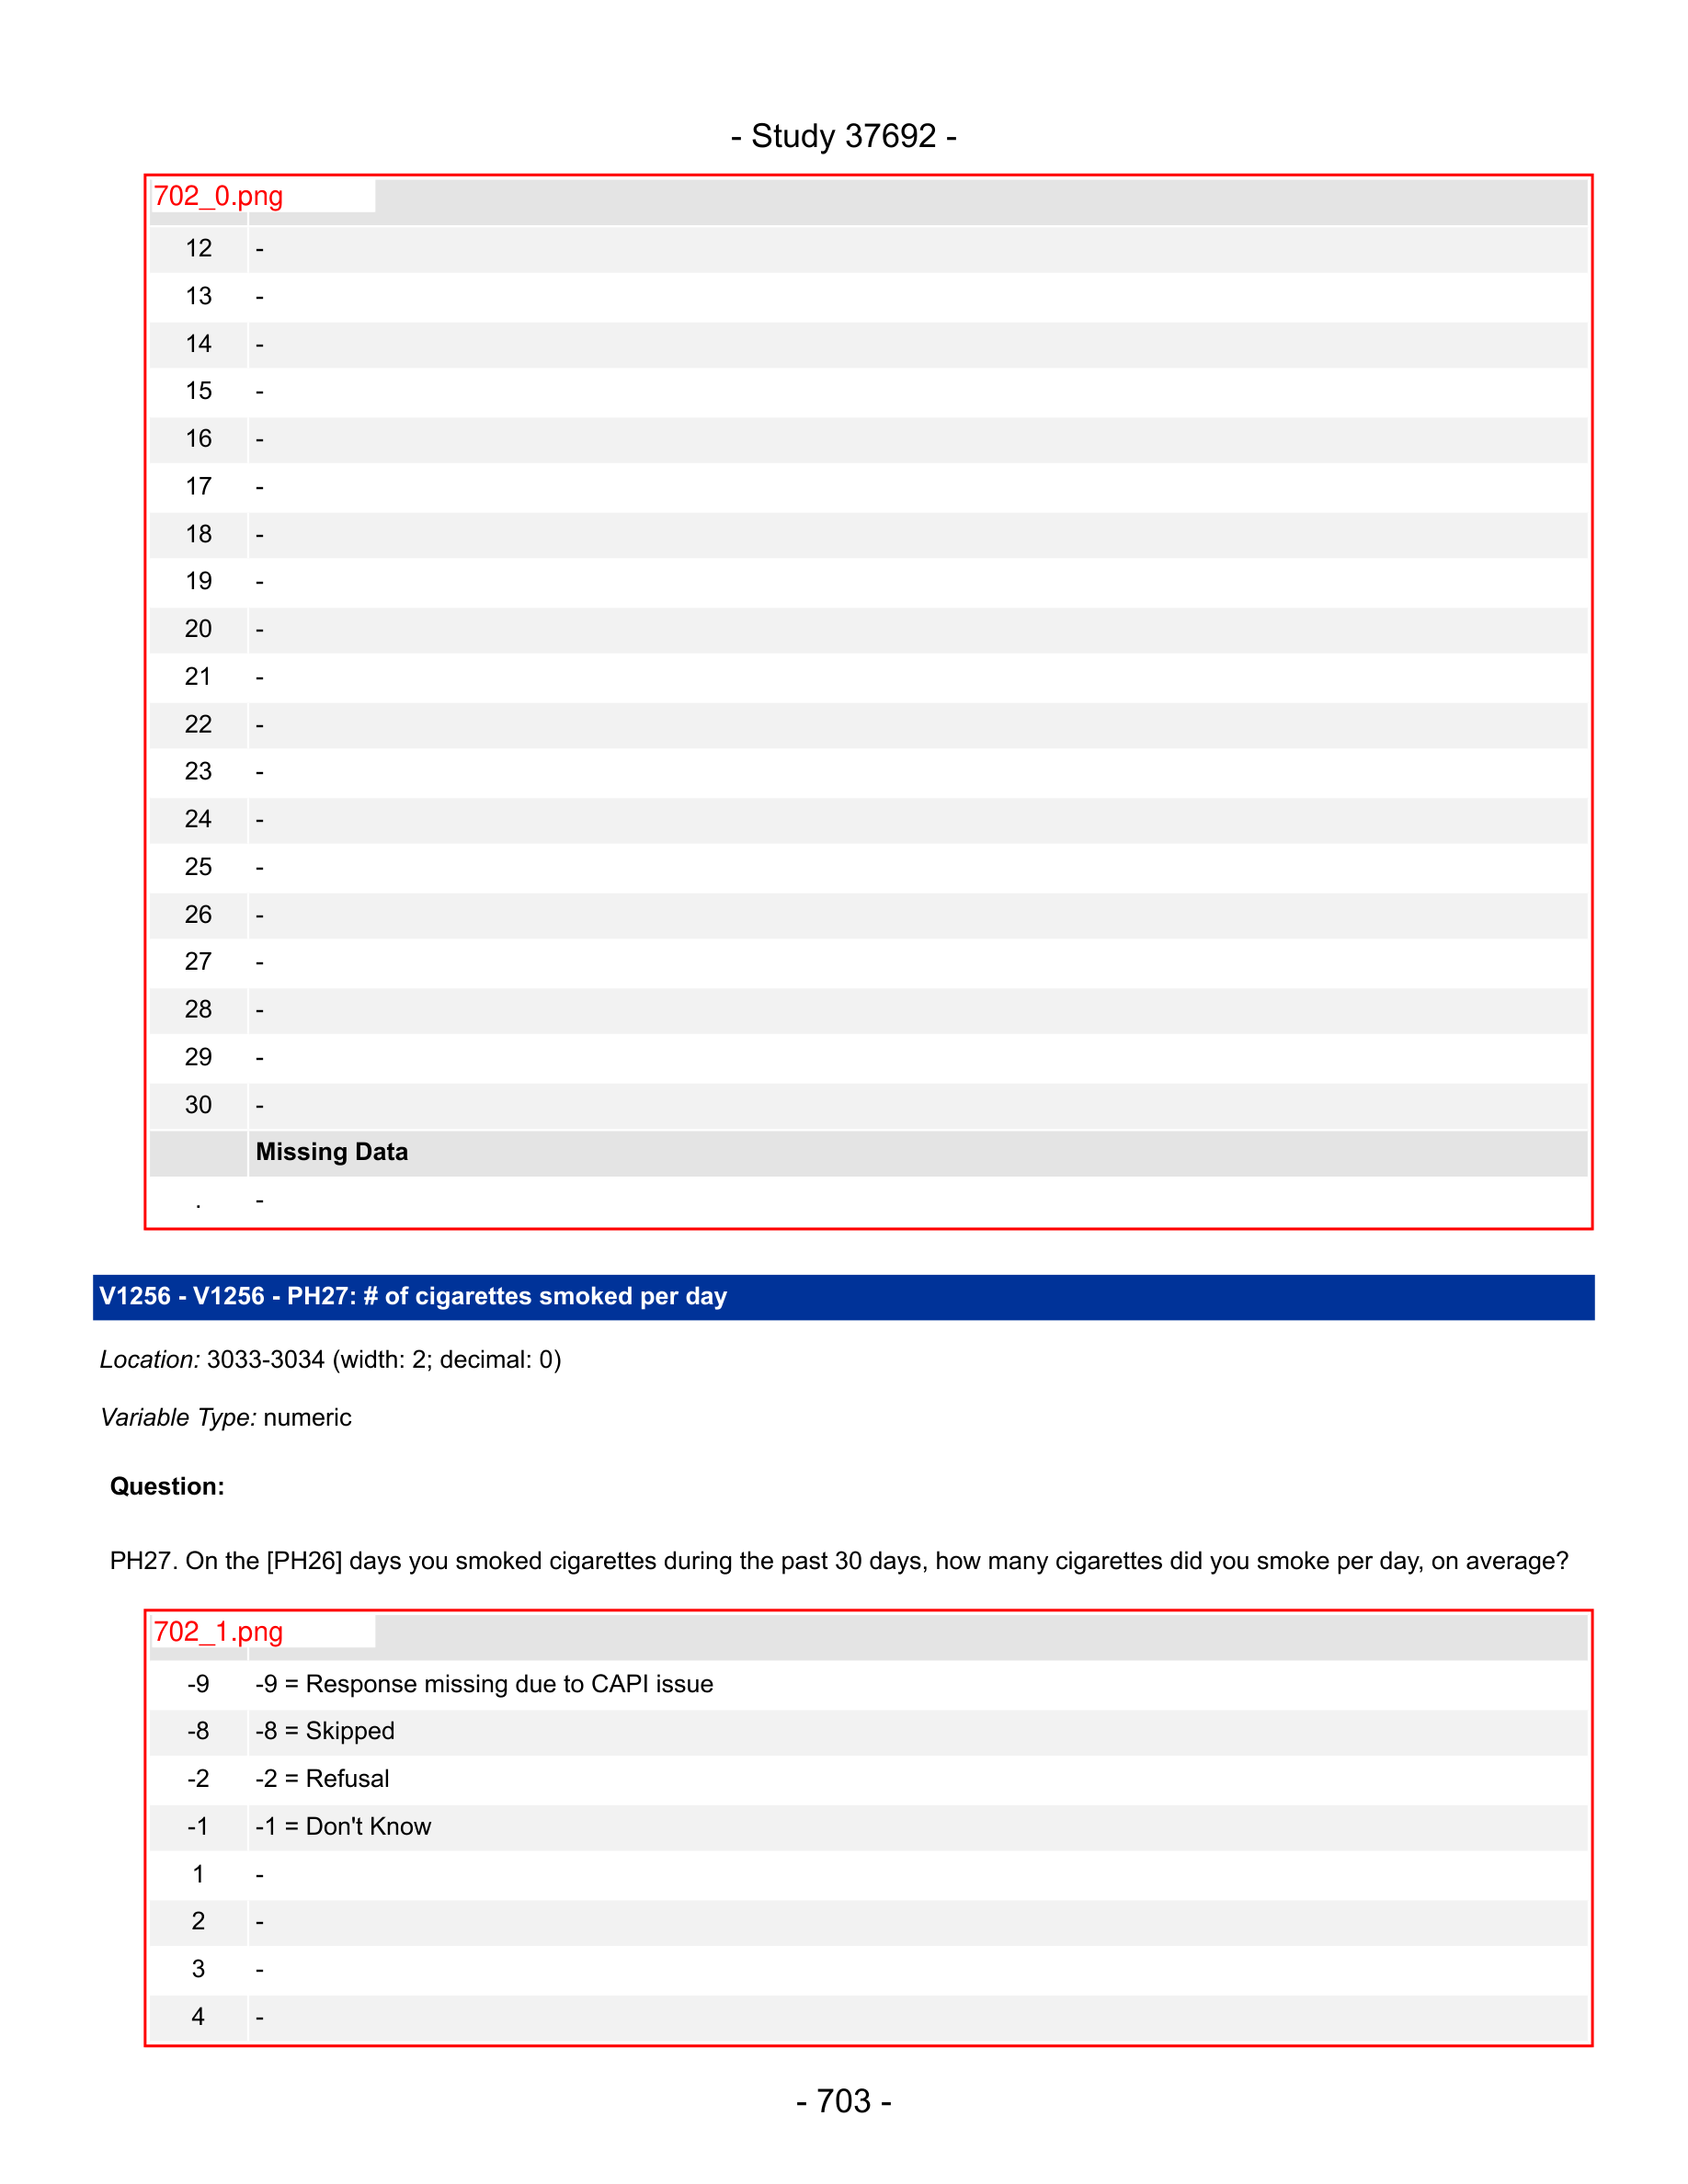 - Study 37692 -
702_0.png
12 -
13 -
14 -
15 -
16 -
17 -
18 -
19 -
20 -
21 -
22 -
23 -
24 -
25 -
26 -
27 -
28 -
29 -
30 -
Missing Data
. -
V1256 - V1256 - PH27: # of cigarettes smoked per day
Location: 3033-3034 (width: 2; decimal: 0)
Variable Type: numeric
Question:
PH27. On the [PH26] days you smoked cigarettes during the past 30 days, how many cigarettes did you smoke per day, on average?
702_1.png
-9 -9 = Response missing due to CAPI issue
-8 -8 = Skipped
-2 -2 = Refusal
-1 -1 = Don't Know
1 -
2 -
3 -
4 -
- 703 -